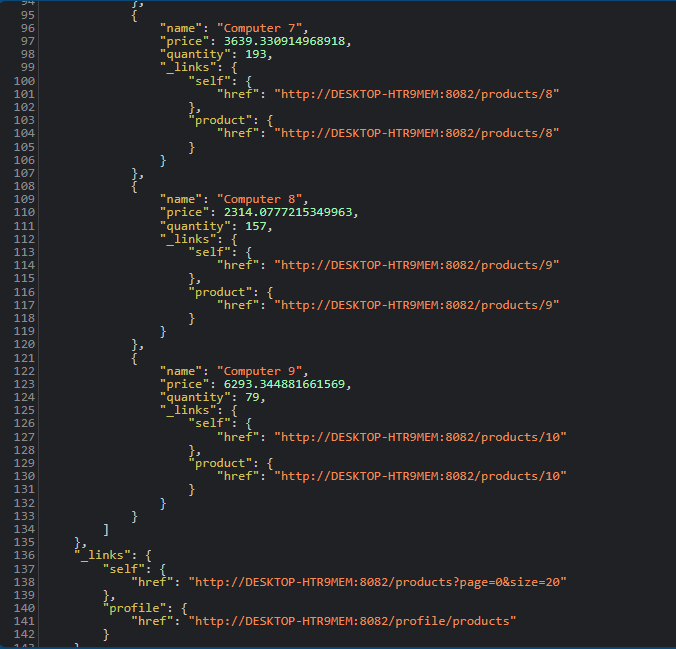 94 },
95 {
96 "name": "Computer 7",
97 "price": 3639.330914968918,
98 "quantity": 193,
99 "_links": {
100 "self": {
101 "href": "http://DESKTOP-HTR9MEM:8082/products/8"
102 },
103 "product": {
104 "href": "http://DESKTOP-HTR9MEM:8082/products/8"
105 }
106 }
107 },
108 {
109 "name": "Computer 8",
110 "price": 2314.0777215349963,
111 "quantity": 157,
112 "_links": {
113 "self": {
114 "href": "http://DESKTOP-HTR9MEM:8082/products/9"
115 },
116 "product": {
117 "href": "http://DESKTOP-HTR9MEM:8082/products/9"
118 }
119 }
120 },
121 {
122 "name": "Computer 9",
123 "price": 6293.344881661569,
124 "quantity": 79,
125 "_links": {
126 "self": {
127 "href": "http://DESKTOP-HTR9MEM:8082/products/10"
128 },
129 "product": {
130 "href": "http://DESKTOP-HTR9MEM:8082/products/10"
131 }
132 }
133 }
134 ]
135 },
136 "_links": {
137 "self": {
138 "href": "http://DESKTOP-HTR9MEM:8082/products?page=0&size=20"
139 },
140 "profile": {
141 "href": "http://DESKTOP-HTR9MEM:8082/profile/products"
142 }
143 }